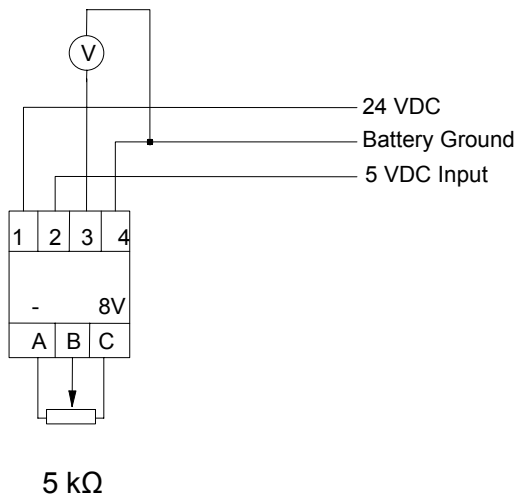 V
24 VDC
Battery Ground
5 VDC Input
1 2 3 4
- 8V
A B C
5 kΩ